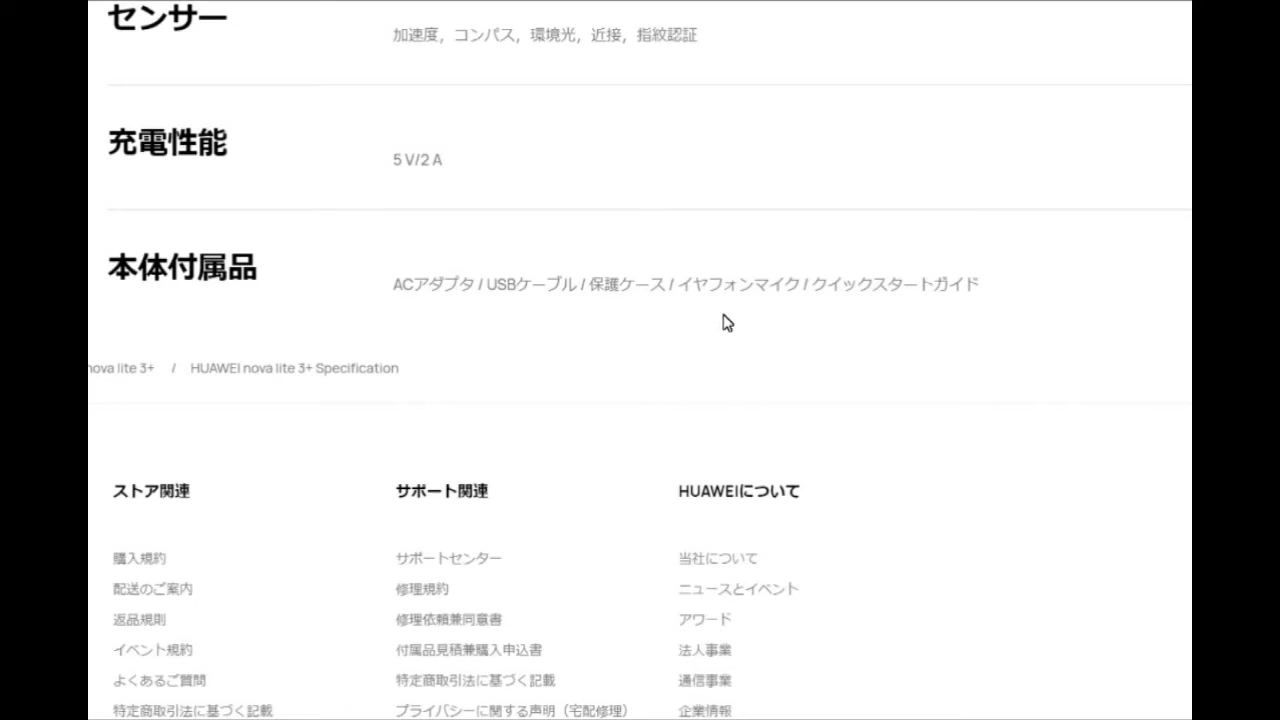 センサー
加速度，コンパス，環境光，近接，指紋認証
充電性能
5 V/2 A
本体付属品
ACアダプタ / USBケーブル / 保護ケース / イヤフォンマイク / クイックスタートガイド
nova lite 3+ / HUAWEI nova lite 3+ Specification
ストア関連
購入規約
配送のご案内
返品規則
イベント規約
よくあるご質問
特定商取引法に基づく記載
サポート関連
サポートセンター
修理規約
修理依頼兼同意書
付属品見積兼購入申込書
特定商取引法に基づく記載
プライバシーに関する声明（宅配修理）
HUAWEIについて
当社について
ニュースとイベント
アワード
法人事業
通信事業
企業情報